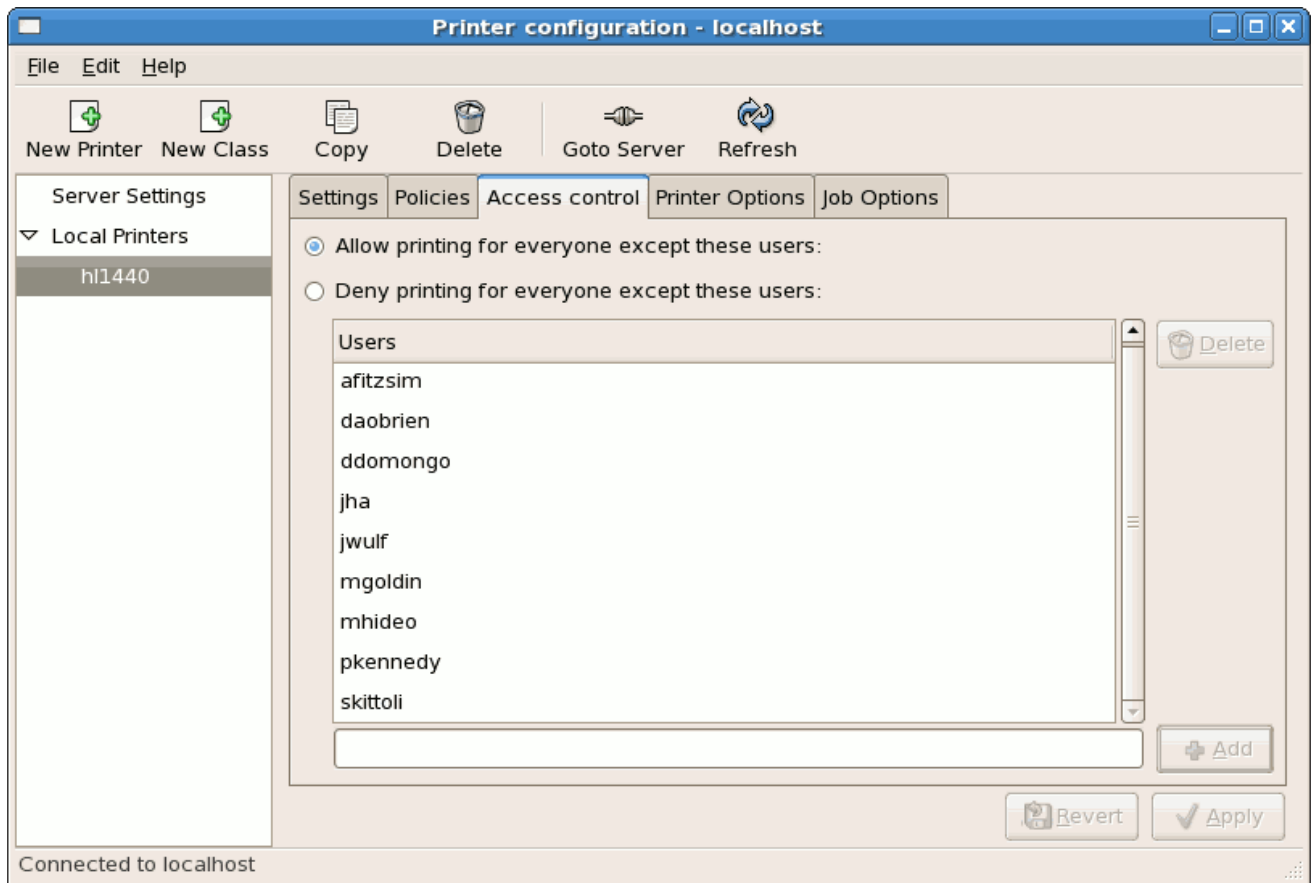 Printer configuration - localhost
File Edit Help
New Printer New Class Copy Delete Goto Server Refresh
Server Settings
Local Printers
hl1440
Settings Policies Access control Printer Options Job Options
Allow printing for everyone except these users:
Deny printing for everyone except these users:
Users
Delete
afitzsim
daobrien
ddomongo
jha
jwulf
mgoldin
mhideo
pkennedy
skittoli
Add
Revert Apply
Connected to localhost